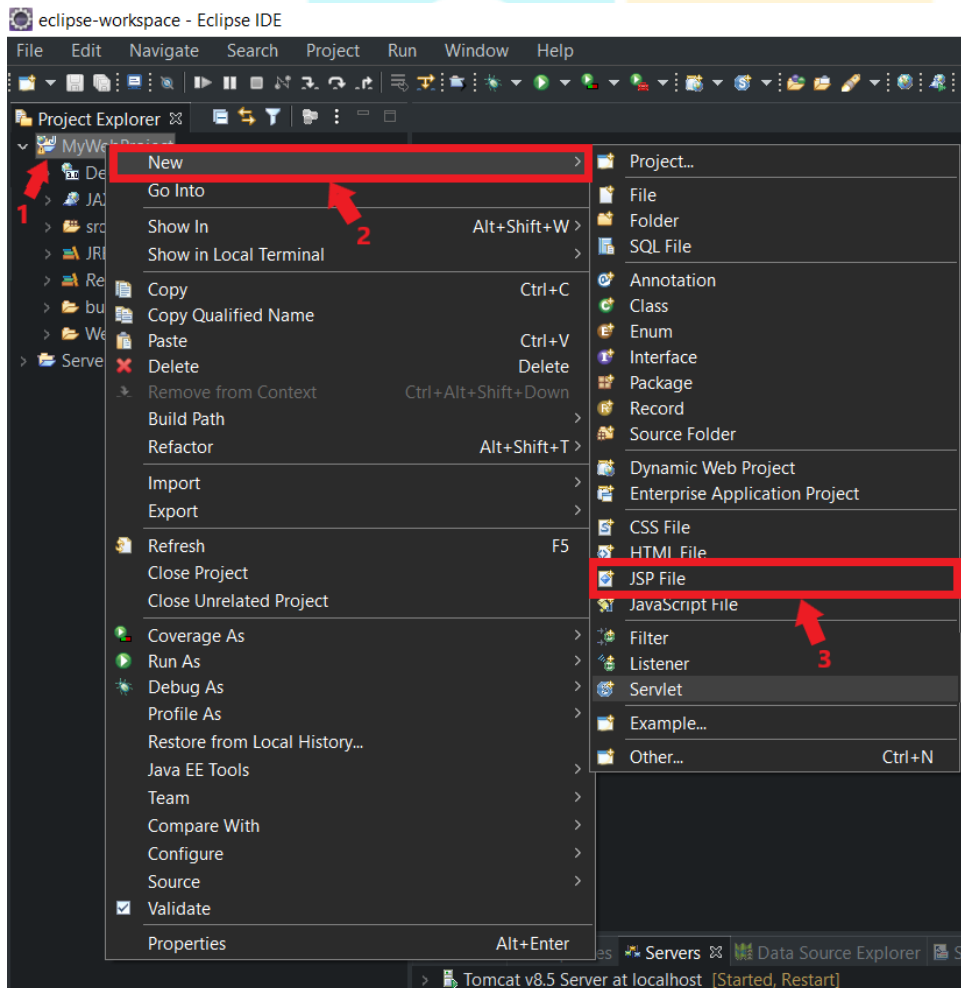 eclipse-workspace - Eclipse IDE
File Edit Navigate Search Project Run Window Help
Project Explorer
MyWebProject
1
New
Go Into
2
Show In Alt+Shift+W
Show in Local Terminal
Copy Ctrl+C
Copy Qualified Name
Paste Ctrl+V
Delete Delete
Remove from Context Ctrl+Alt+Shift+Down
Build Path
Refactor Alt+Shift+T
Import
Export
Refresh F5
Close Project
Close Unrelated Project
Coverage As
Run As
Debug As
Profile As
Restore from Local History...
Java EE Tools
Team
Compare With
Configure
Source
Validate
Properties Alt+Enter
Project...
File
Folder
SQL File
Annotation
Class
Enum
Interface
Package
Record
Source Folder
Dynamic Web Project
Enterprise Application Project
CSS File
HTML File
JSP File
JavaScript File
3
Filter
Listener
Servlet
Example...
Other... Ctrl+N
Servers Data Source Explorer
Tomcat v8.5 Server at localhost [Started, Restart]